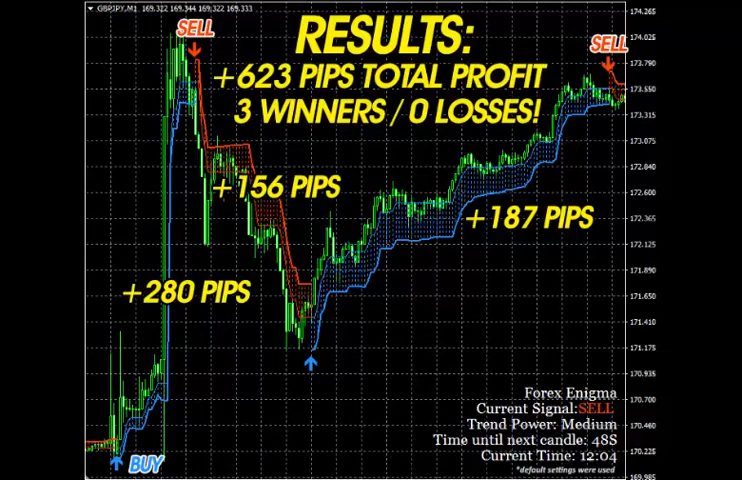 GBPJPY,M1 169.322 169.344 169.322 169.333
SELL
RESULTS:
+623 PIPS TOTAL PROFIT
3 WINNERS / 0 LOSSES!
SELL
+156 PIPS
+187 PIPS
+280 PIPS
BUY
Forex Enigma
Current Signal:SELL
Trend Power: Medium
Time until next candle: 48S
Current Time: 12:04
*default settings were used
174.265
174.025
173.790
173.550
173.315
173.075
172.840
172.600
172.365
172.125
171.890
171.650
171.410
171.175
170.935
170.700
170.460
170.225
169.985